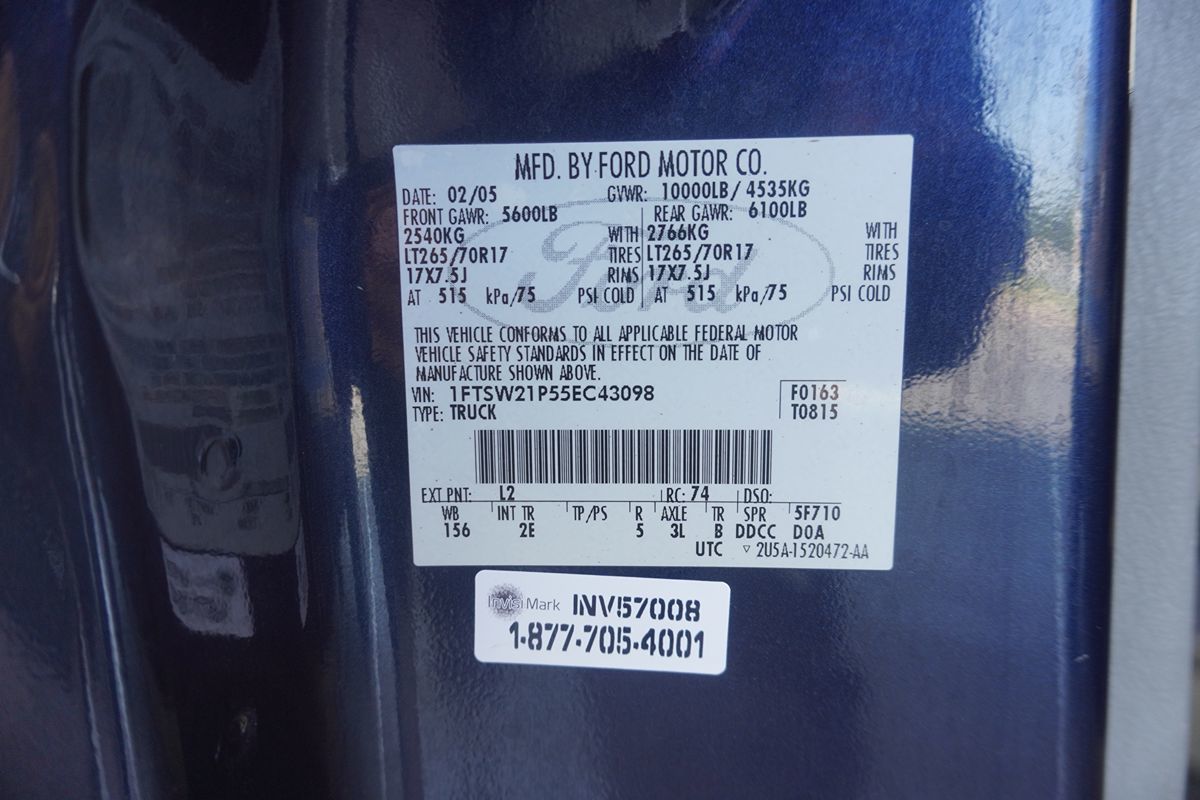 MFD. BY FORD MOTOR CO.
DATE: 02/05 GVWR: 10000LB/ 4535KG
FRONT GAWR: 5600LB REAR GAWR: 6100LB
2540KG WITH 2766KG WITH
LT265/70R17 TIRES LT265/70R17 TIRES
17X7.5J RIMS 17X7.5J RIMS
AT 515 kPa/75 PSI COLD AT 515 kPa/75 PSI COLD
Ford
THIS VEHICLE CONFORMS TO ALL APPLICABLE FEDERAL MOTOR
VEHICLE SAFETY STANDARDS IN EFFECT ON THE DATE OF
MANUFACTURE SHOWN ABOVE.
VIN: 1FTSW21P55EC43098 F0163
TYPE: TRUCK T0815
EXT PNT: L2 RC: 74 DSO:
WB INT TR TP/PS R AXLE TR SPR 5F710
156 2E 5 3L B DDCC D0A
UTC ▽ 2U5A-1520472-AA
InvisiMark INV57008
1-877-705-4001